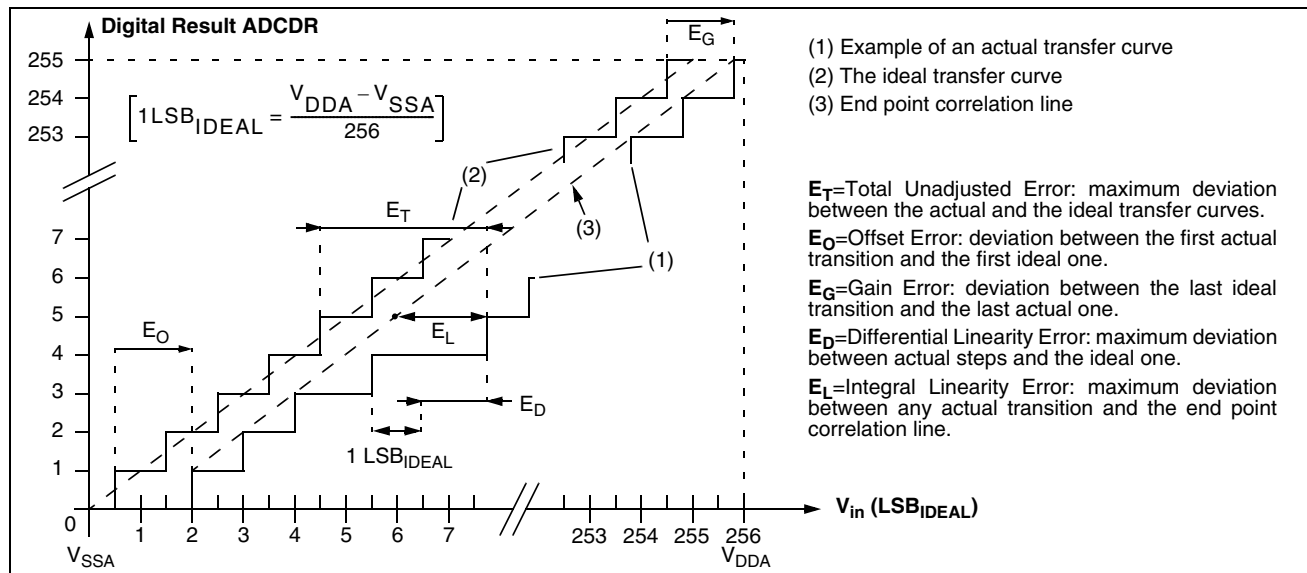 Digital Result ADCDR
E_G
(1) Example of an actual transfer curve
(2) The ideal transfer curve
(3) End point correlation line
255
254
253
[1LSB_IDEAL = (V_DDA – V_SSA) / 256]
(2)
(3)
(1)
E_T=Total Unadjusted Error: maximum deviation
between the actual and the ideal transfer curves.
E_O=Offset Error: deviation between the first actual
transition and the first ideal one.
E_G=Gain Error: deviation between the last ideal
transition and the last actual one.
E_D=Differential Linearity Error: maximum deviation
between actual steps and the ideal one.
E_L=Integral Linearity Error: maximum deviation
between any actual transition and the end point
correlation line.
E_T
7
6
5
4
3
2
1
0
E_O
E_L
E_D
1 LSB_IDEAL
1 2 3 4 5 6 7 253 254 255 256
V_in (LSB_IDEAL)
V_SSA
V_DDA